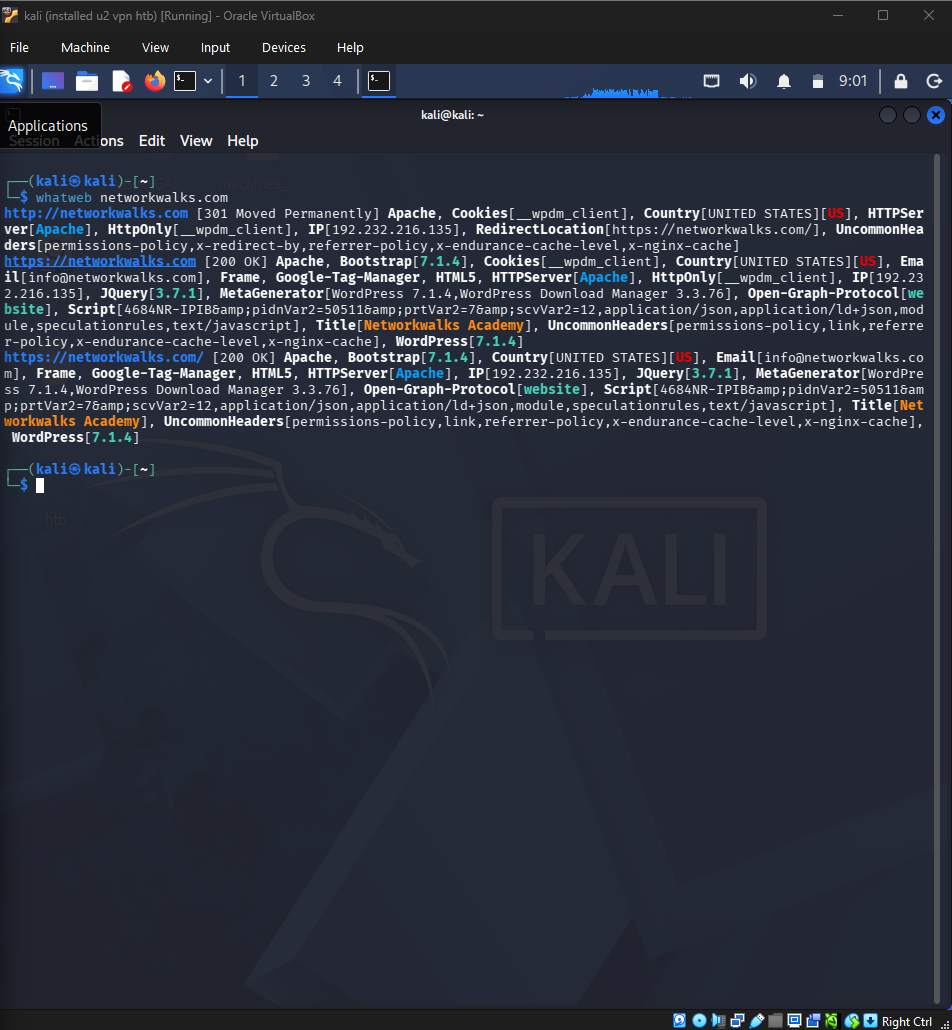 kali (installed u2 vpn htb) [Running] - Oracle VirtualBox
File Machine View Input Devices Help
1 2 3 4 9:01
kali@kali: ~
Applications
Session Actions Edit View Help
machines_
┌──(kali㉿kali)-[~]
└─$ whatweb networkwalks.com
http://networkwalks.com [301 Moved Permanently] Apache, Cookies[__wpdm_client], Country[UNITED STATES][US], HTTPSer
ver[Apache], HttpOnly[__wpdm_client], IP[192.232.216.135], RedirectLocation[https://networkwalks.com/], UncommonHea
ders[permissions-policy,x-redirect-by,referrer-policy,x-endurance-cache-level,x-nginx-cache]
https://networkwalks.com [200 OK] Apache, Bootstrap[7.1.4], Cookies[__wpdm_client], Country[UNITED STATES][US], Ema
il[info@networkwalks.com], Frame, Google-Tag-Manager, HTML5, HTTPServer[Apache], HttpOnly[__wpdm_client], IP[192.23
2.216.135], JQuery[3.7.1], MetaGenerator[WordPress 7.1.4,WordPress Download Manager 3.3.76], Open-Graph-Protocol[we
bsite], Script[4684NR-IPIB&amp;pidnVar2=50511&amp;prtVar2=7&amp;scvVar2=12,application/json,application/ld+json,mod
ule,speculationrules,text/javascript], Title[Networkwalks Academy], UncommonHeaders[permissions-policy,link,referre
r-policy,x-endurance-cache-level,x-nginx-cache], WordPress[7.1.4]
https://networkwalks.com/ [200 OK] Apache, Bootstrap[7.1.4], Country[UNITED STATES][US], Email[info@networkwalks.co
m], Frame, Google-Tag-Manager, HTML5, HTTPServer[Apache], IP[192.232.216.135], JQuery[3.7.1], MetaGenerator[WordPre
ss 7.1.4,WordPress Download Manager 3.3.76], Open-Graph-Protocol[website], Script[4684NR-IPIB&amp;pidnVar2=50511&am
p;prtVar2=7&amp;scvVar2=12,application/json,application/ld+json,module,speculationrules,text/javascript], Title[Net
workwalks Academy], UncommonHeaders[permissions-policy,link,referrer-policy,x-endurance-cache-level,x-nginx-cache],
WordPress[7.1.4]
┌──(kali㉿kali)-[~]
└─$
htb
KALI
Right Ctrl